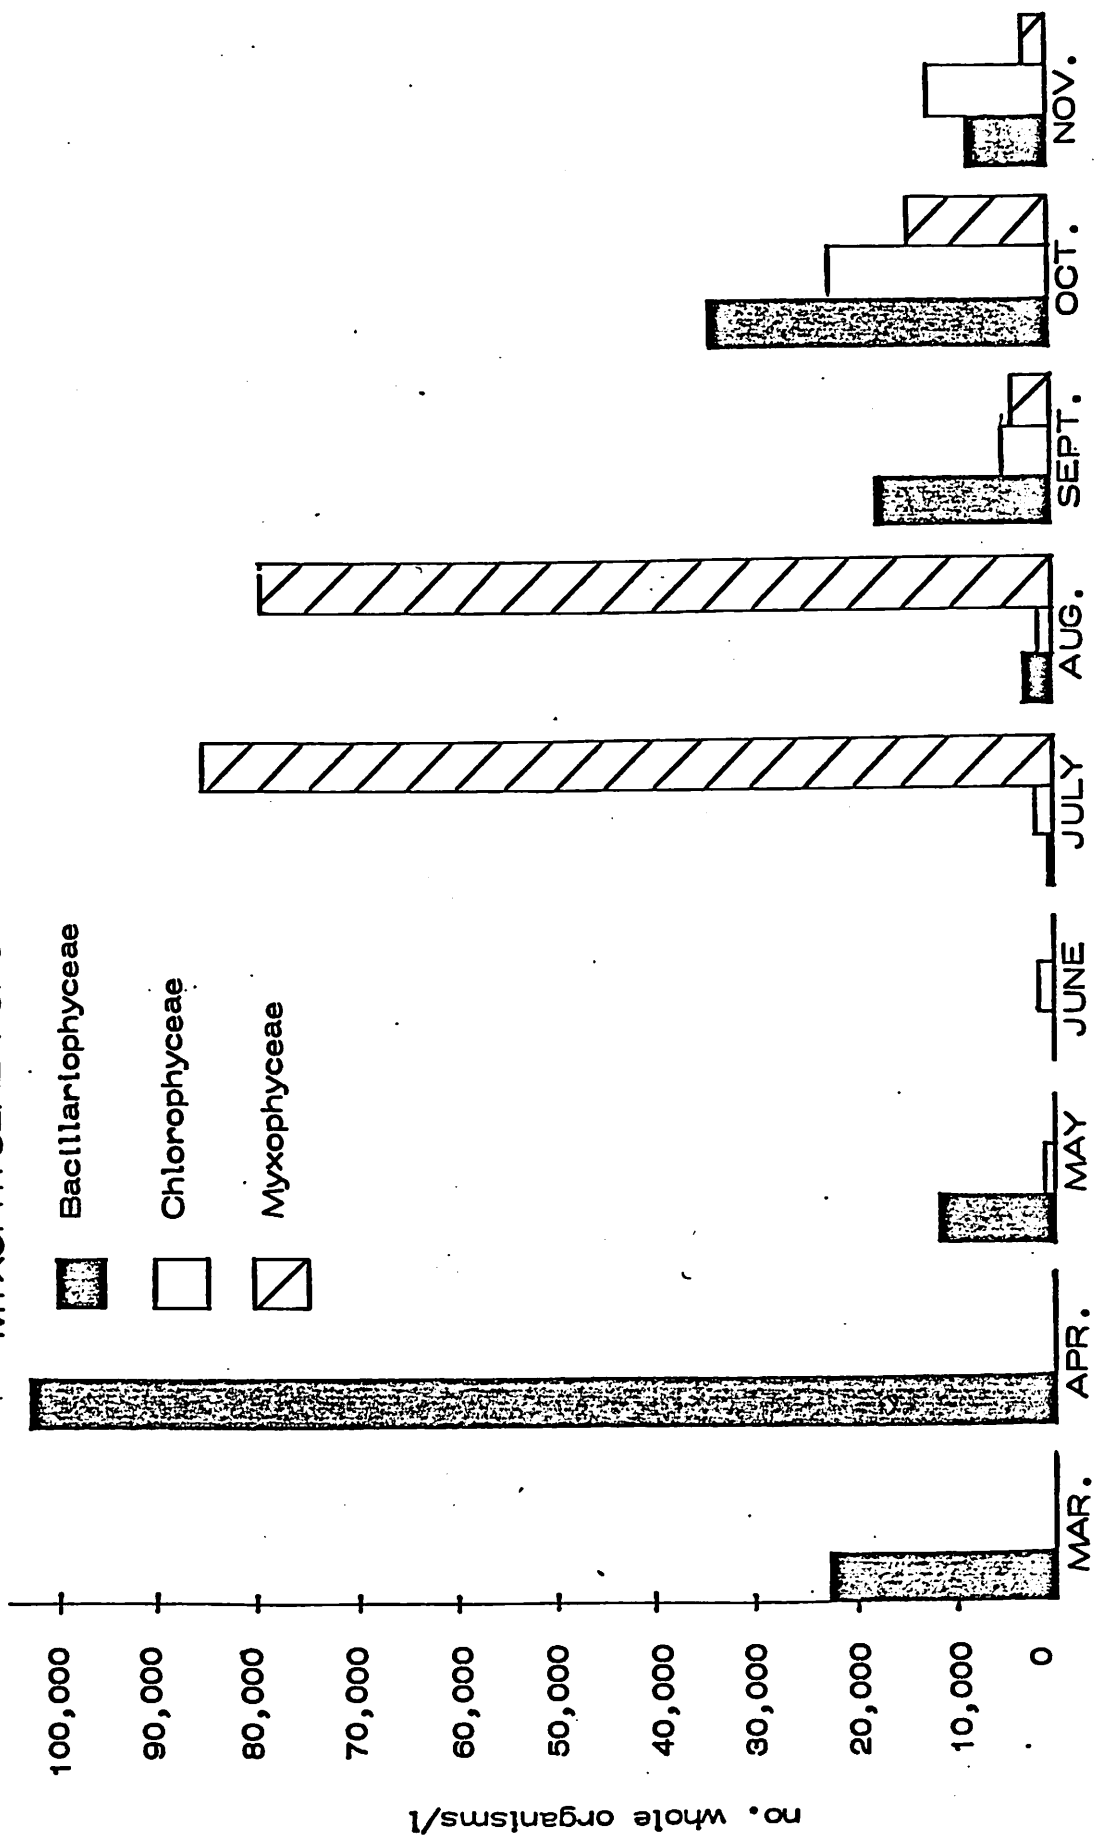 Bacillariophyceae
Chlorophyceae
Myxophyceae
100,000
90,000
80,000
70,000
60,000
50,000
40,000
30,000
20,000
10,000
0
no. whole organisms/l
MAR.
APR.
MAY
JUNE
JULY
AUG.
SEPT.
OCT.
NOV.